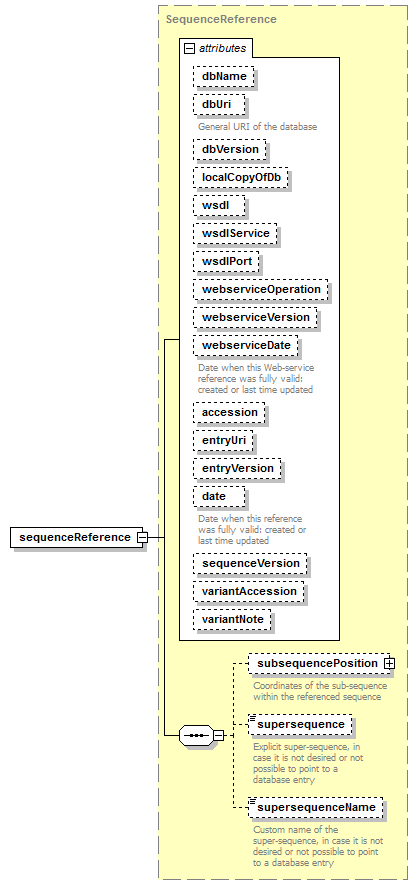 SequenceReference
attributes
dbName
dbUri
General URI of the database
dbVersion
localCopyOfDb
wsdl
wsdlService
wsdlPort
webserviceOperation
webserviceVersion
webserviceDate
Date when this Web-service
reference was fully valid:
created or last time updated
accession
entryUri
entryVersion
date
Date when this reference
was fully valid: created or
last time updated
sequenceReference
sequenceVersion
variantAccession
variantNote
subsequencePosition
Coordinates of the sub-sequence
within the referenced sequence
supersequence
Explicit super-sequence, in
case it is not desired or not
possible to point to a
database entry
supersequenceName
Custom name of the
super-sequence, in case it is not
desired or not possible to point
to a database entry